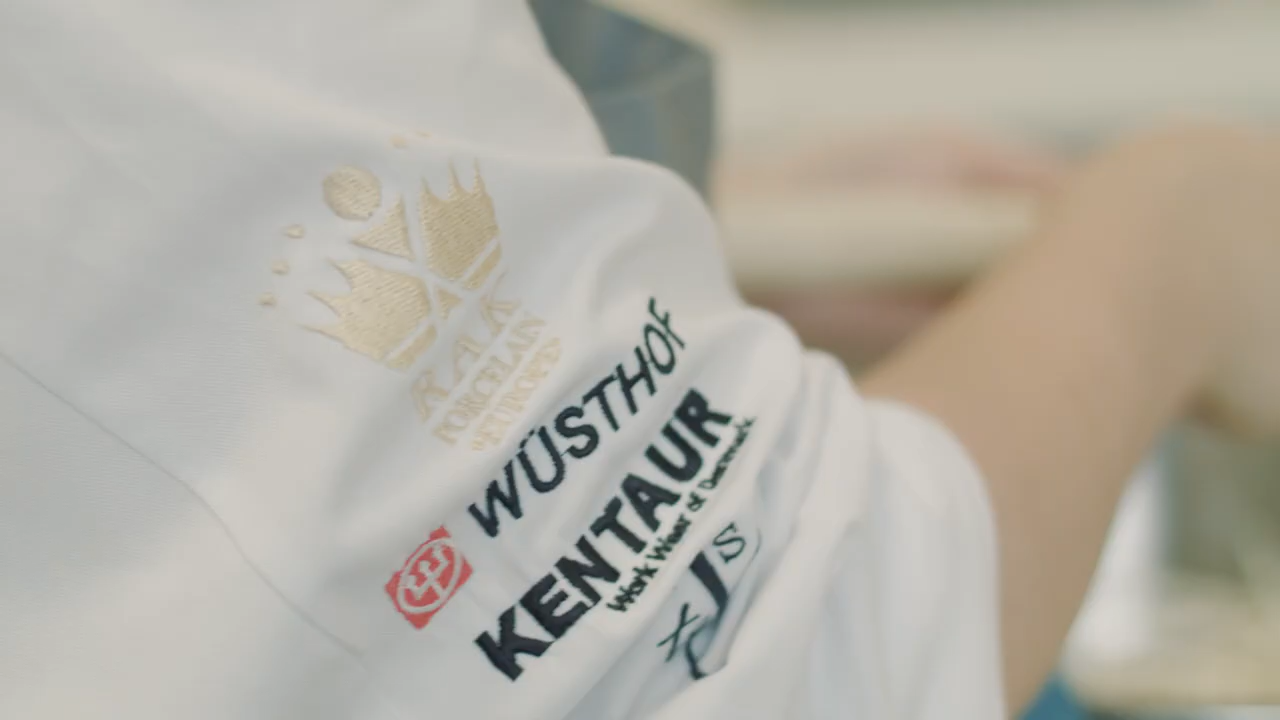 RAK
PORCELAIN
EUROPE
WÜSTHOF
KENTAUR
Work Wear of Denmark